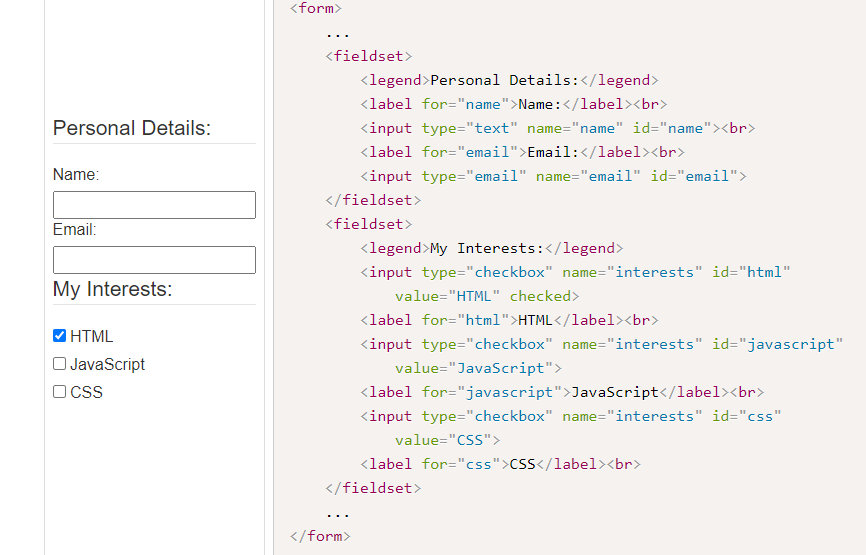 Personal Details:
Name:
Email:
My Interests:
HTML
JavaScript
CSS
<form>
...
<fieldset>
<legend>Personal Details:</legend>
<label for="name">Name:</label><br>
<input type="text" name="name" id="name"><br>
<label for="email">Email:</label><br>
<input type="email" name="email" id="email">
</fieldset>
<fieldset>
<legend>My Interests:</legend>
<input type="checkbox" name="interests" id="html"
value="HTML" checked>
<label for="html">HTML</label><br>
<input type="checkbox" name="interests" id="javascript"
value="JavaScript">
<label for="javascript">JavaScript</label><br>
<input type="checkbox" name="interests" id="css"
value="CSS">
<label for="css">CSS</label><br>
</fieldset>
...
</form>